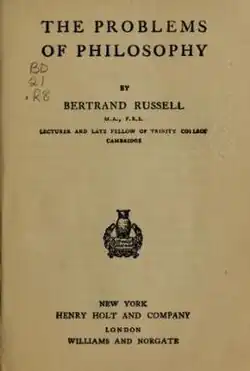 THE PROBLEMS
OF PHILOSOPHY
BD
21
.R8
BY
BERTRAND RUSSELL
M.A., F.R.S.
LECTURER AND LATE FELLOW OF TRINITY COLLEGE
CAMBRIDGE
NEW YORK
HENRY HOLT AND COMPANY
LONDON
WILLIAMS AND NORGATE